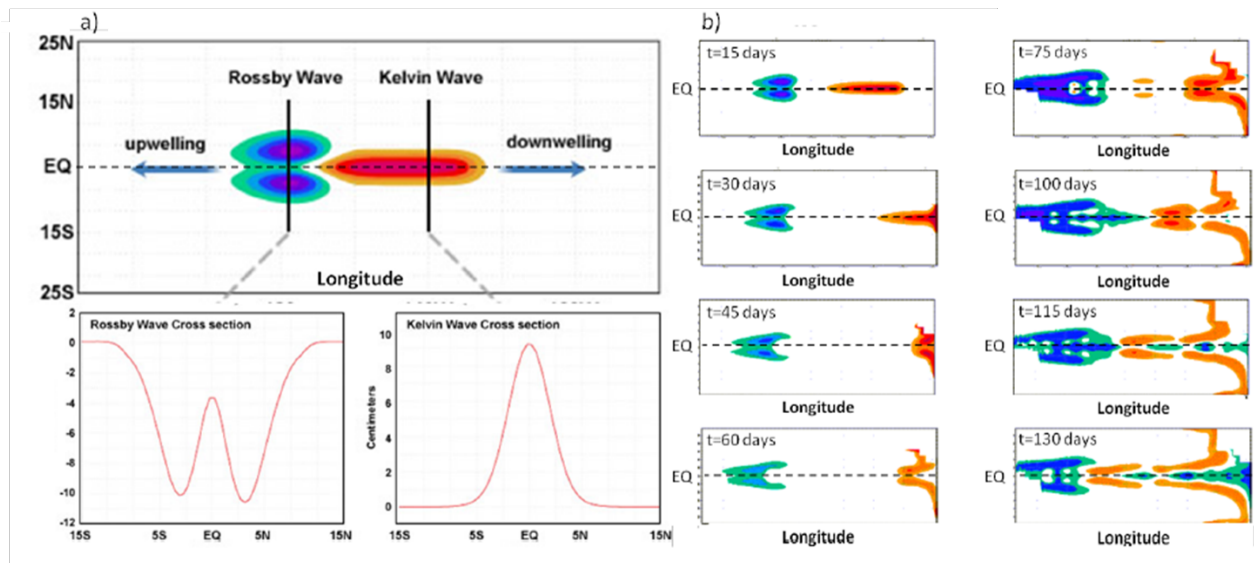 a)
25N
15N
EQ
15S
25S
Rossby Wave
Kelvin Wave
upwelling
downwelling
Longitude
Rossby Wave Cross section
2
0
-2
-4
-6
-8
-10
-12
15S
5S
EQ
5N
15N
Kelvin Wave Cross section
Centimeters
10
8
6
4
2
0
15S
5S
EQ
5N
15N
b)
t=15 days
EQ
Longitude
t=30 days
EQ
Longitude
t=45 days
EQ
Longitude
t=60 days
EQ
Longitude
t=75 days
EQ
Longitude
t=100 days
EQ
Longitude
t=115 days
EQ
Longitude
t=130 days
EQ
Longitude